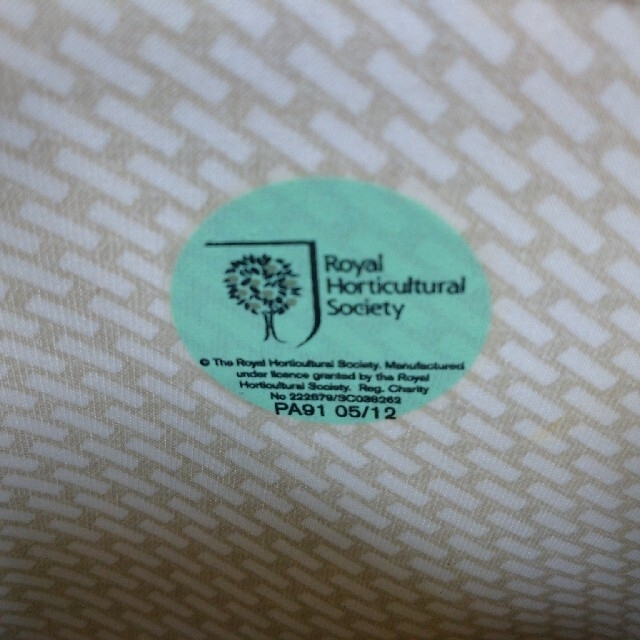 Royal
Horticultural
Society
© The Royal Horticultural Society. Manufactured
under licence granted by the Royal
Horticultural Society. Reg. Charity
No 222879/SC038262
PA91 05/12